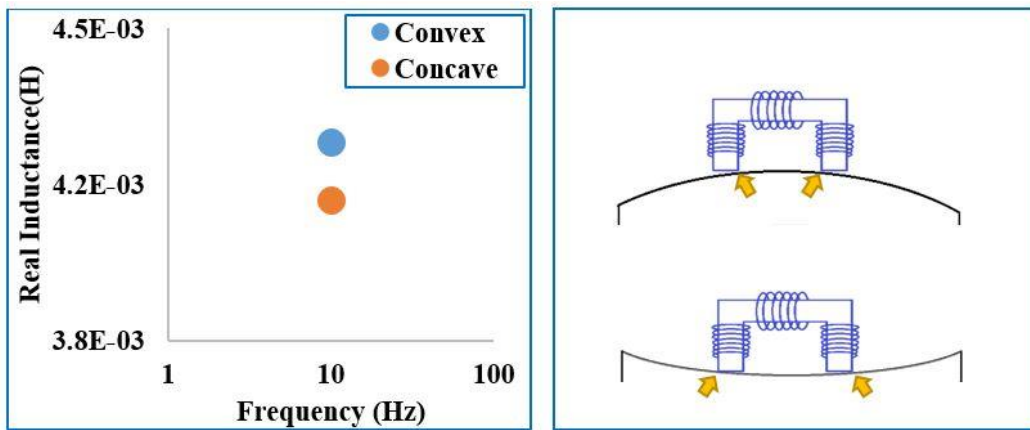 4.5E-03
Convex
Concave
Real Inductance(H)
4.2E-03
3.8E-03
1
10
100
Frequency (Hz)